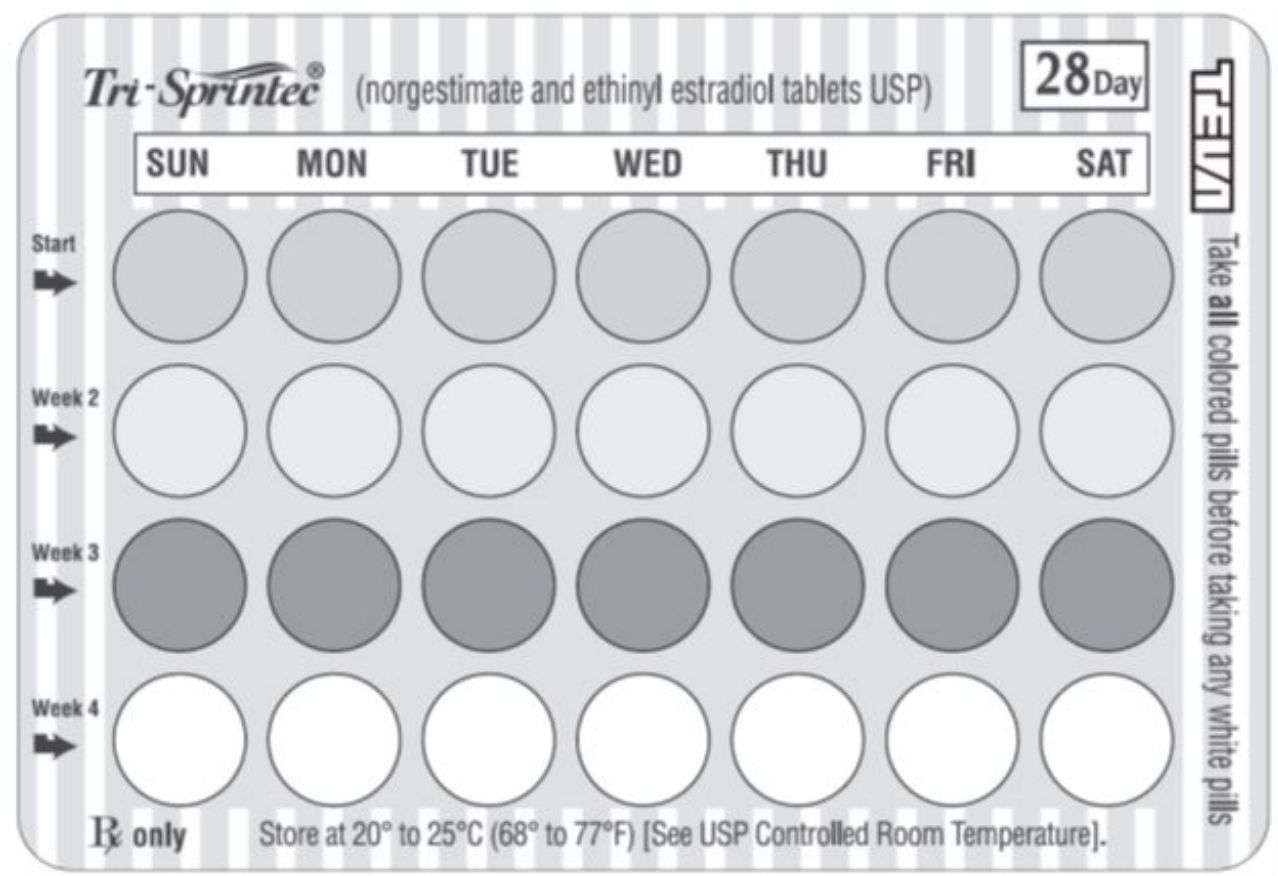 Tri-Sprintec® (norgestimate and ethinyl estradiol tablets USP)
28 Day
TEVA
SUN MON TUE WED THU FRI SAT
Start
Week 2
Week 3
Week 4
Take all colored pills before taking any white pills
℞ only
Store at 20° to 25°C (68° to 77°F) [See USP Controlled Room Temperature].